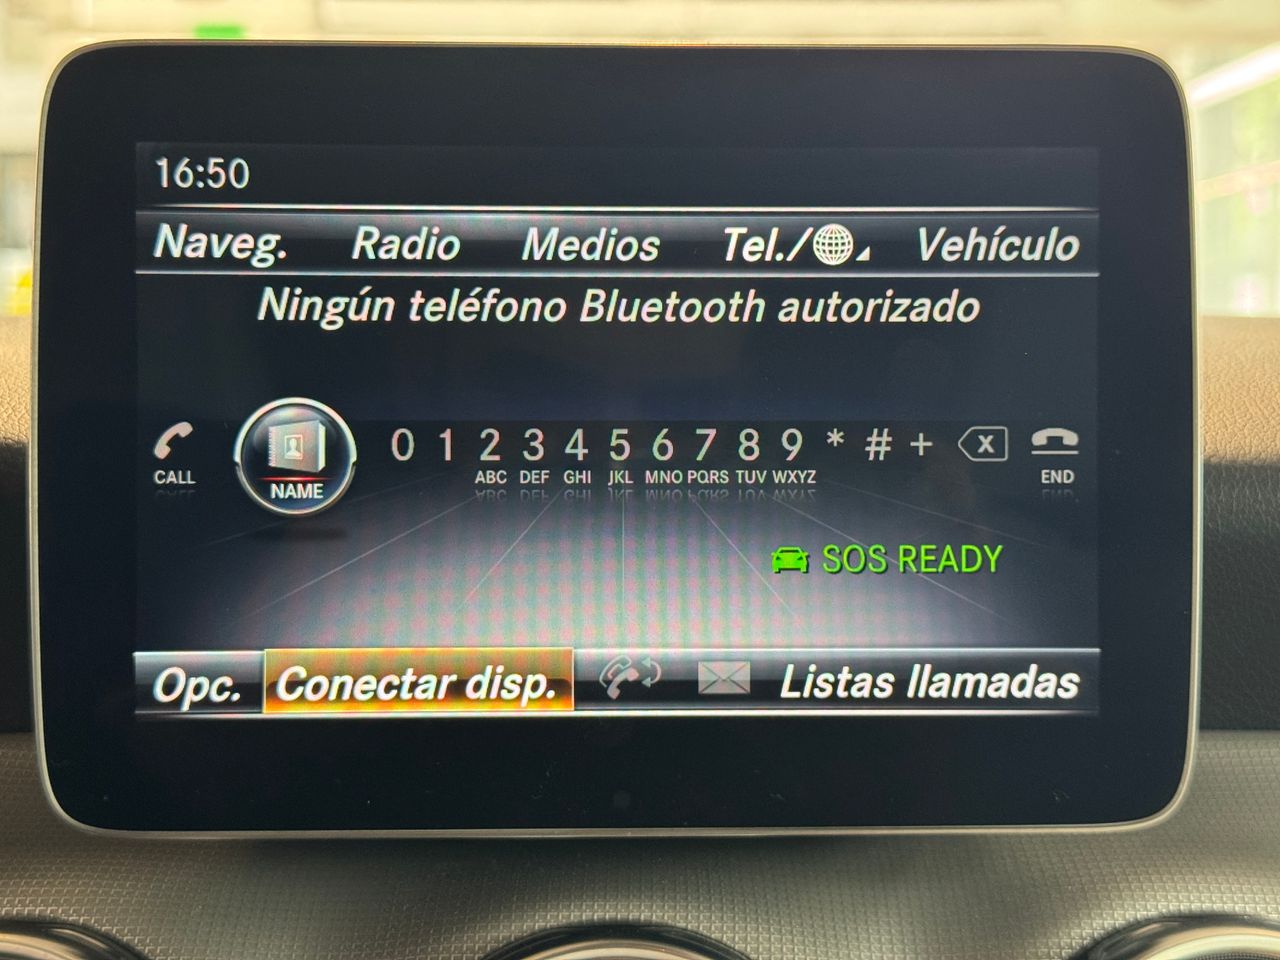 16:50
Naveg. Radio Medios Tel./ Vehículo
Ningún teléfono Bluetooth autorizado
0 1 2 3 4 5 6 7 8 9 * # +
CALL NAME ABC DEF GHI JKL MNO PQRS TUV WXYZ X END
SOS READY
Opc. Conectar disp. Listas llamadas